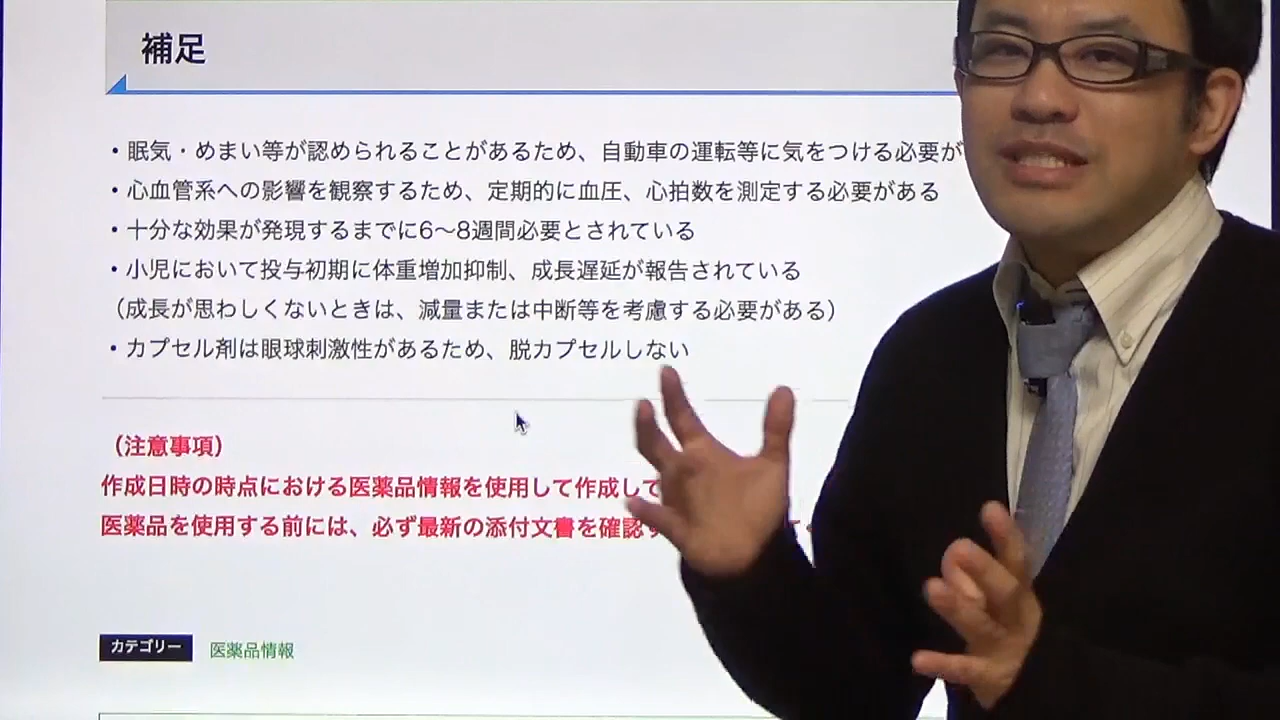 補足
・眠気・めまい等が認められることがあるため、自動車の運転等に気をつける必要が
・心血管系への影響を観察するため、定期的に血圧、心拍数を測定する必要がある
・十分な効果が発現するまでに6〜8週間必要とされている
・小児において投与初期に体重増加抑制、成長遅延が報告されている
（成長が思わしくないときは、減量または中断等を考慮する必要がある）
・カプセル剤は眼球刺激性があるため、脱カプセルしない
（注意事項）
作成日時の時点における医薬品情報を使用して作成して
医薬品を使用する前には、必ず最新の添付文書を確認
カテゴリー 医薬品情報